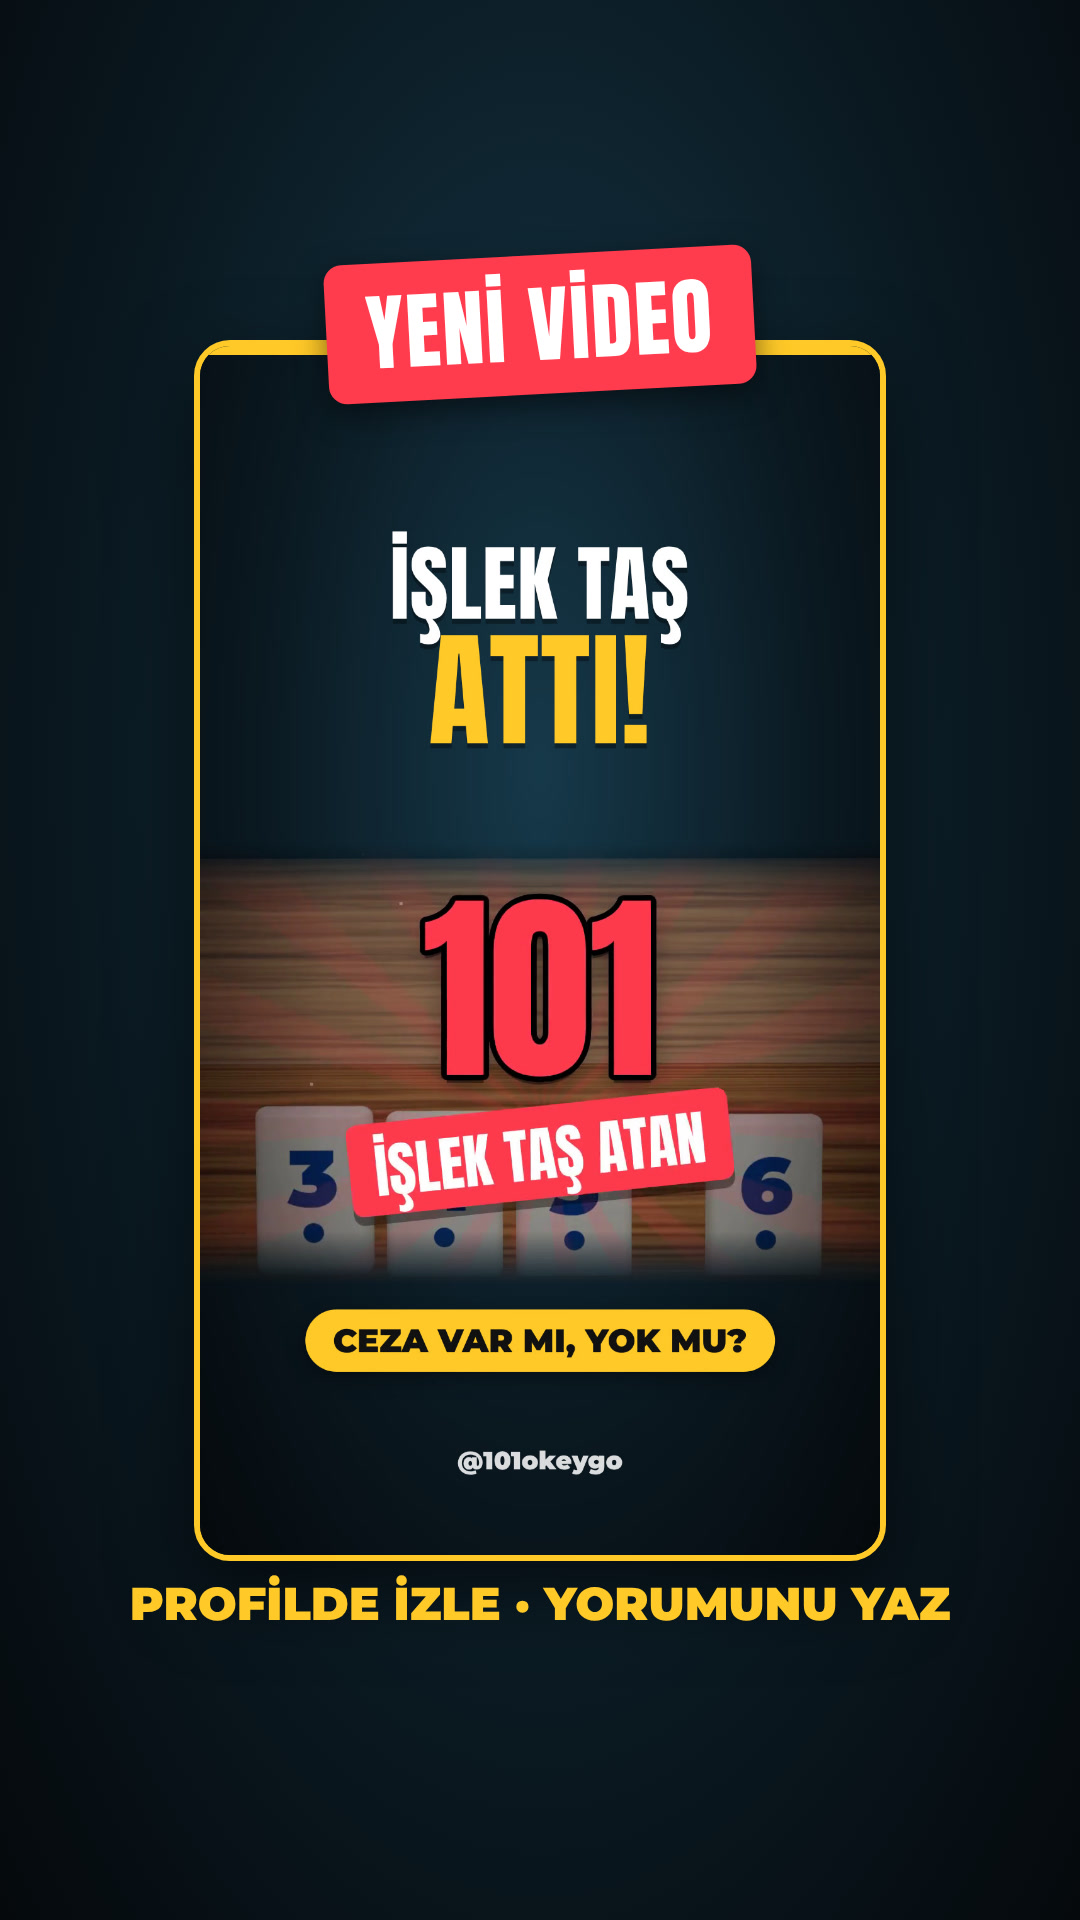 YENİ VİDEO
İŞLEK TAŞ
ATTI!
101
İŞLEK TAŞ ATAN
3 5 6
CEZA VAR MI, YOK MU?
@101okeygo
PROFİLDE İZLE • YORUMUNU YAZ